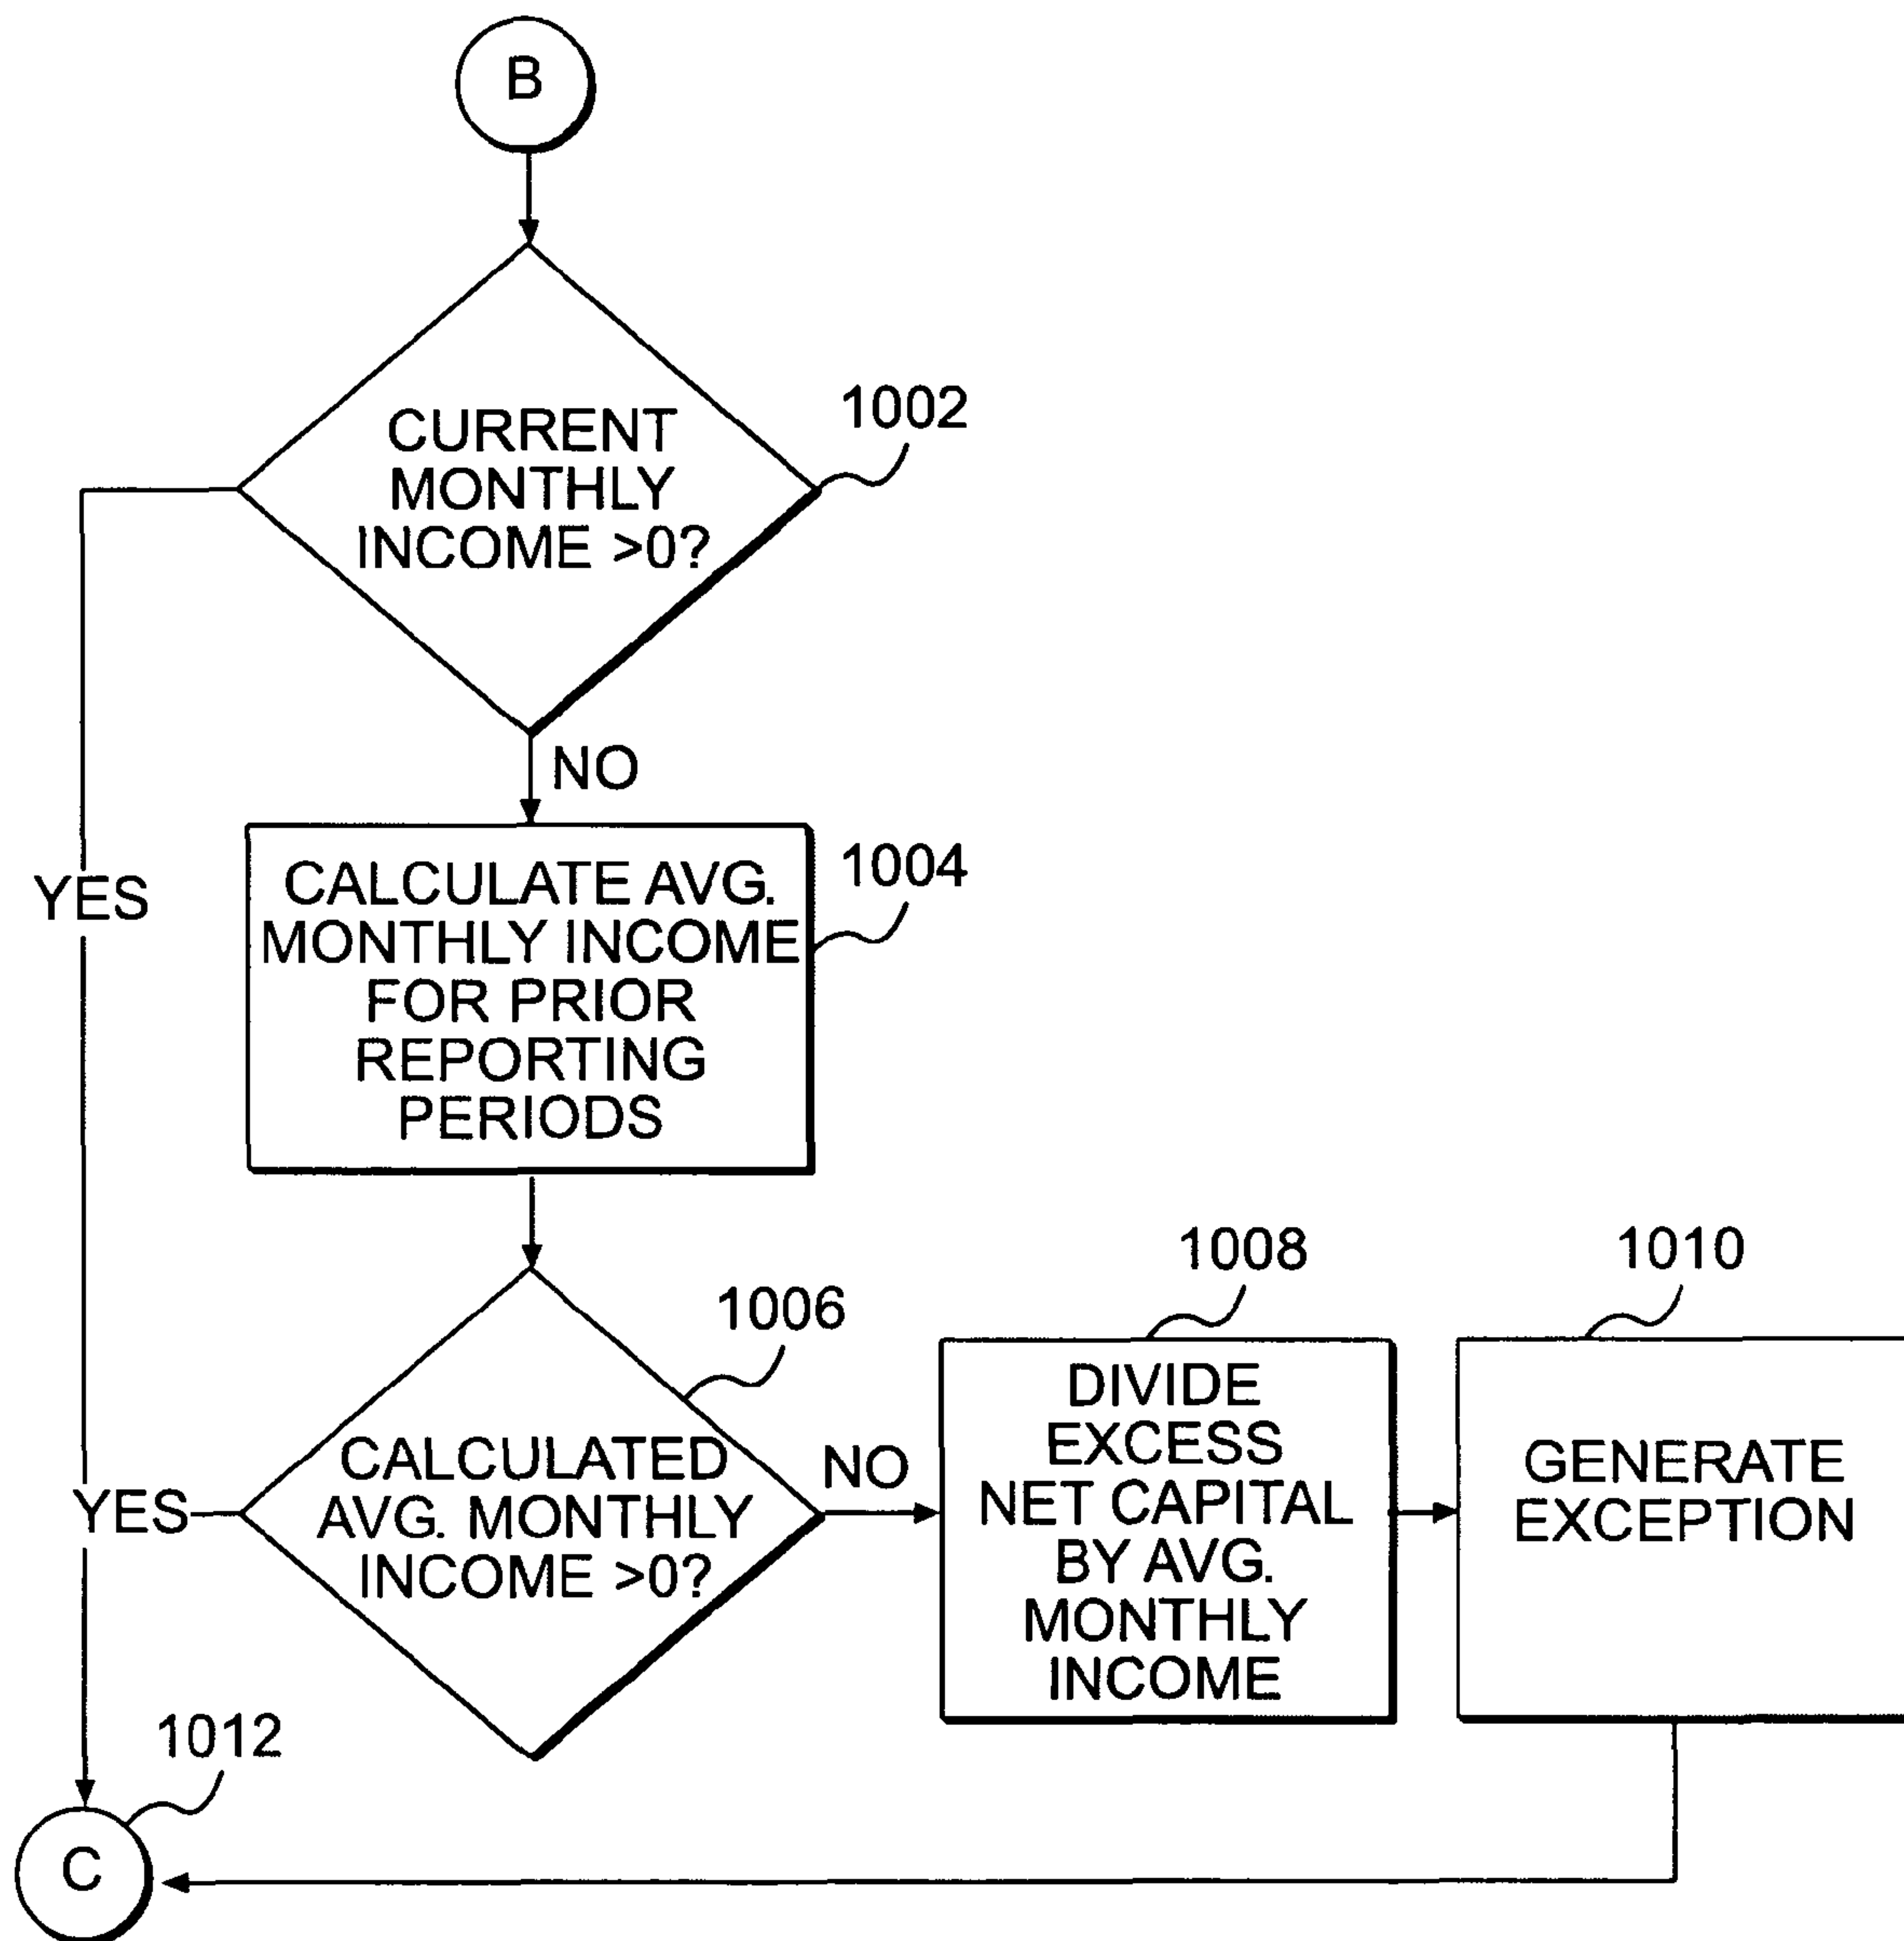 B
CURRENT
MONTHLY
INCOME >0?
1002
NO
YES
CALCULATE AVG.
MONTHLY INCOME
FOR PRIOR
REPORTING
PERIODS
1004
CALCULATED
AVG. MONTHLY
INCOME >0?
1006
YES
NO
DIVIDE
EXCESS
NET CAPITAL
BY AVG.
MONTHLY
INCOME
1008
GENERATE
EXCEPTION
1010
1012
C